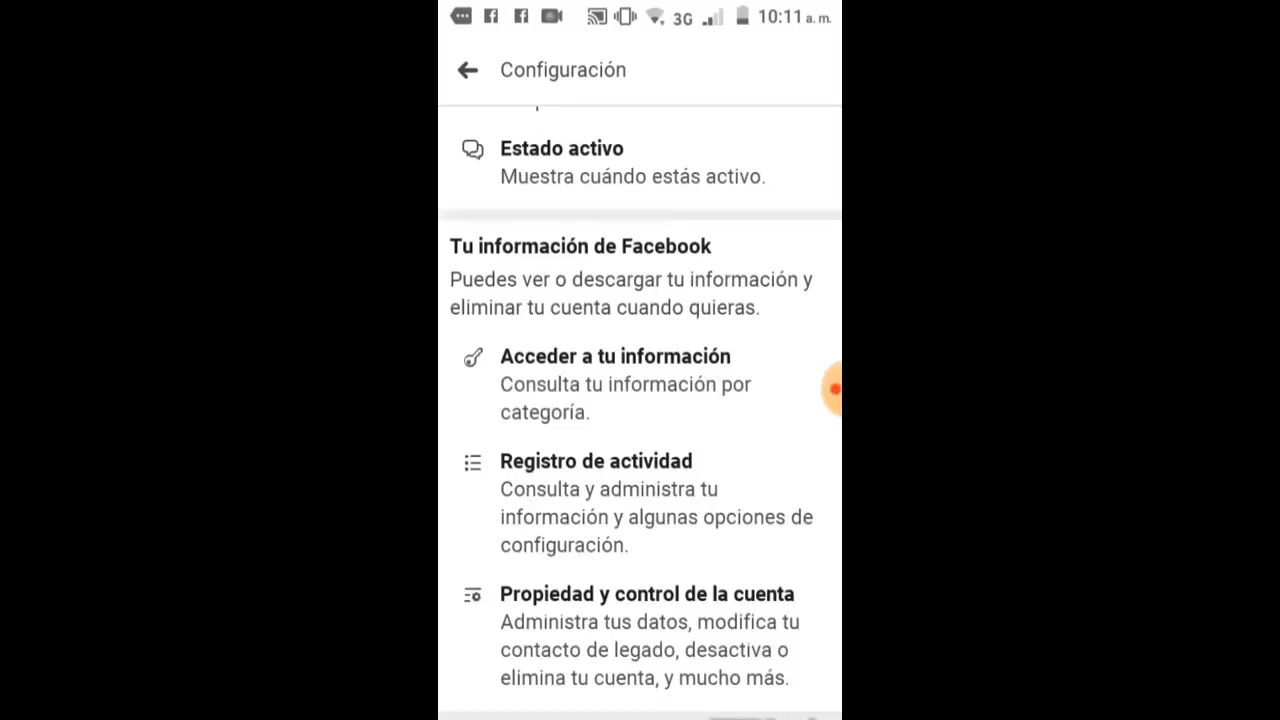 3G 10:11 a. m.
Configuración
Estado activo
Muestra cuándo estás activo.
Tu información de Facebook
Puedes ver o descargar tu información y
eliminar tu cuenta cuando quieras.
Acceder a tu información
Consulta tu información por
categoría.
Registro de actividad
Consulta y administra tu
información y algunas opciones de
configuración.
Propiedad y control de la cuenta
Administra tus datos, modifica tu
contacto de legado, desactiva o
elimina tu cuenta, y mucho más.